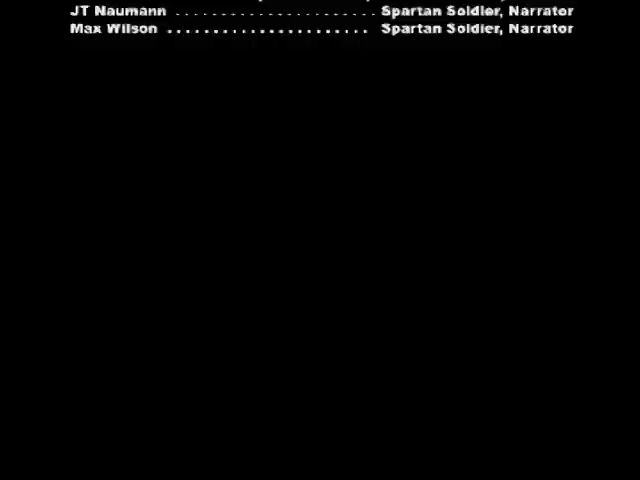 JT Naumann ...................... Spartan Soldier, Narrator
Max Wilson ...................... Spartan Soldier, Narrator